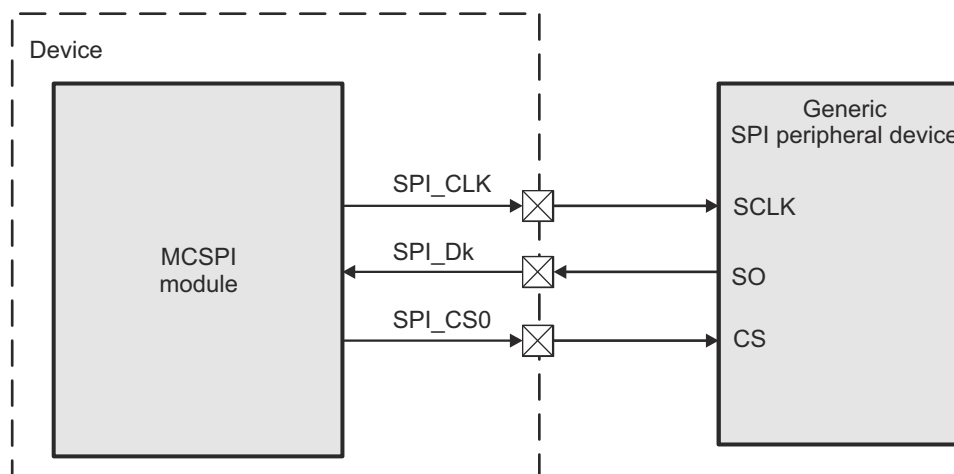 Device
Generic
SPI peripheral device
SPI_CLK
SCLK
MCSPI
module
SPI_Dk
SO
SPI_CS0
CS